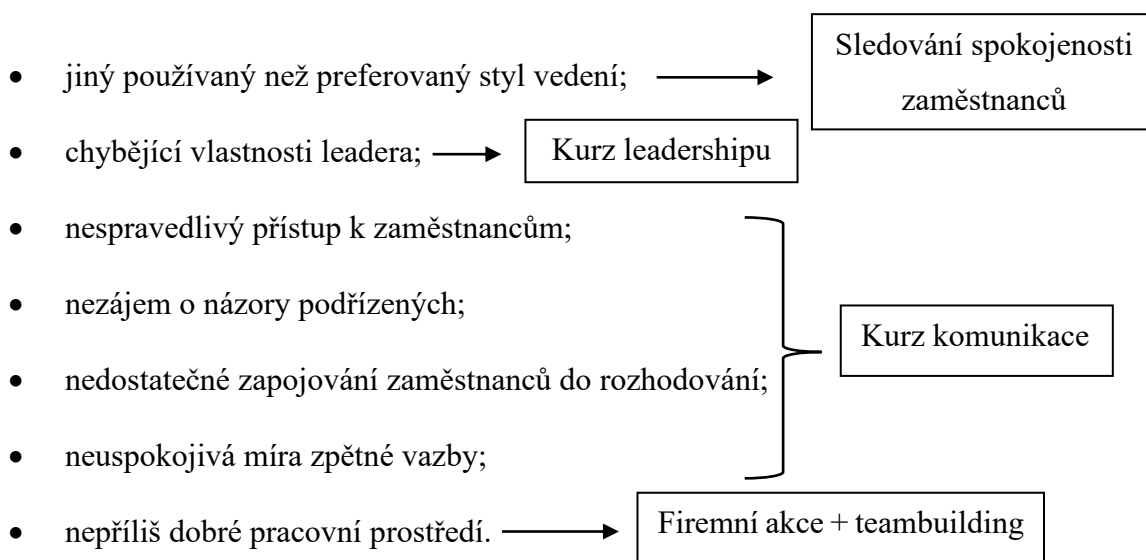 Sledování spokojenosti
• jiný používaný než preferovaný styl vedení;
zaměstnanců
• chybějící vlastnosti leadera;
Kurz leadershipu
• nespravedlivý přístup k zaměstnancům;
• nezájem o názory podřízených;
Kurz komunikace
• nedostatečné zapojování zaměstnanců do rozhodování;
• neuspokojivá míra zpětné vazby;
• nepříliš dobré pracovní prostředí.
Firemní akce + teambuilding